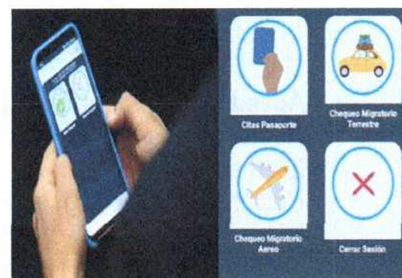 Citas Pasaporte
Chequeo Migratorio
Terrestre
Chequeo Migratorio
Aereo
Cerrar Sesión